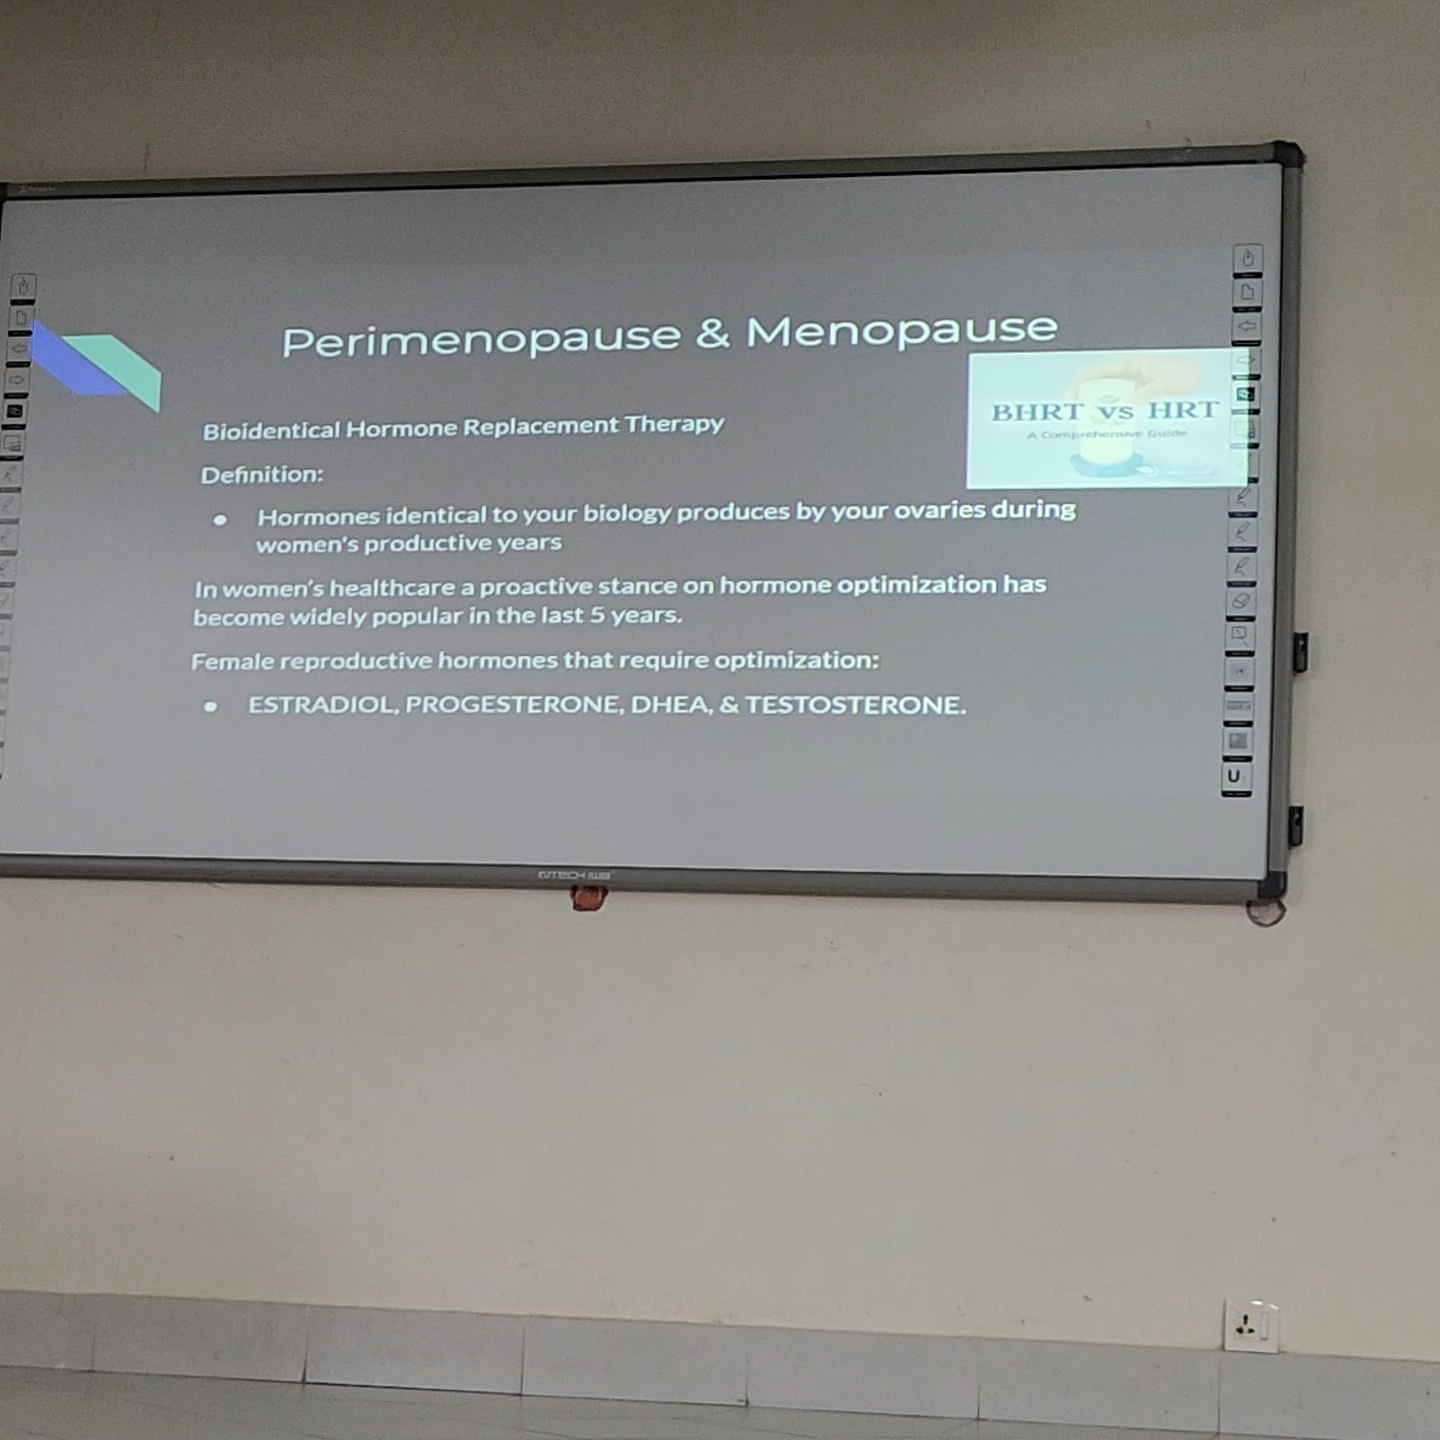 Perimenopause & Menopause
BHRT vs HRT
A Comprehensive Guide
Bioidentical Hormone Replacement Therapy
Definition:
● Hormones identical to your biology produces by your ovaries during
women's productive years
In women's healthcare a proactive stance on hormone optimization has
become widely popular in the last 5 years.
Female reproductive hormones that require optimization:
● ESTRADIOL, PROGESTERONE, DHEA, & TESTOSTERONE.
U
INTECH IWB